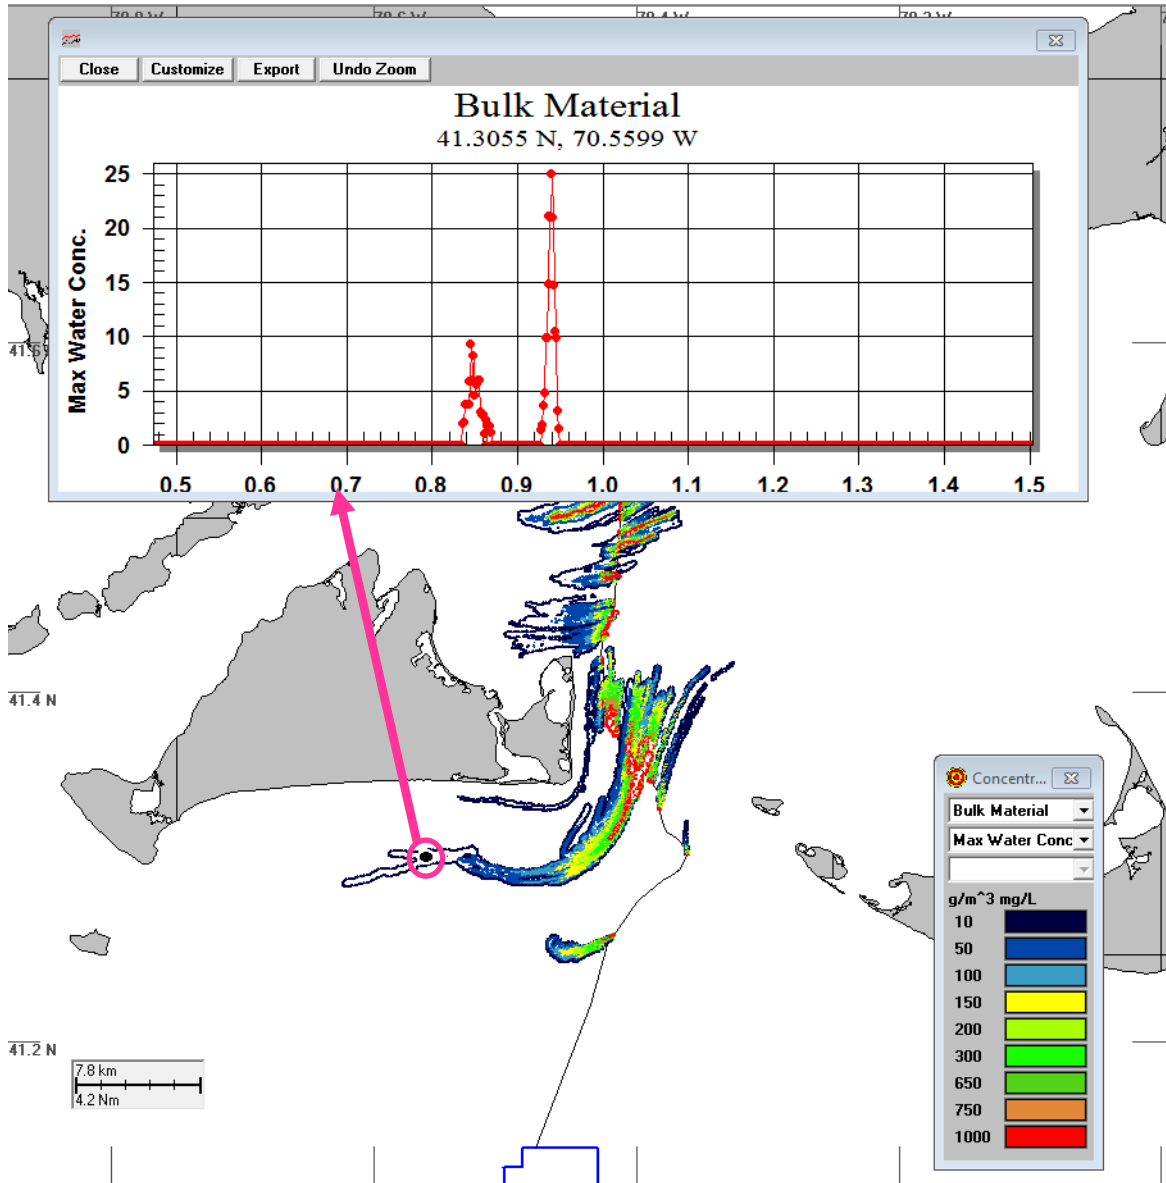 Close Customize Export Undo Zoom
Bulk Material
41.3055 N, 70.5599 W
Max Water Conc.
25
20
15
10
5
0
0.5 0.6 0.7 0.8 0.9 1.0 1.1 1.2 1.3 1.4 1.5
41.4 N
41.2 N
7.8 km
4.2 Nm
Concentr...
Bulk Material
Max Water Conc
g/m^3 mg/L
10
50
100
150
200
300
650
750
1000